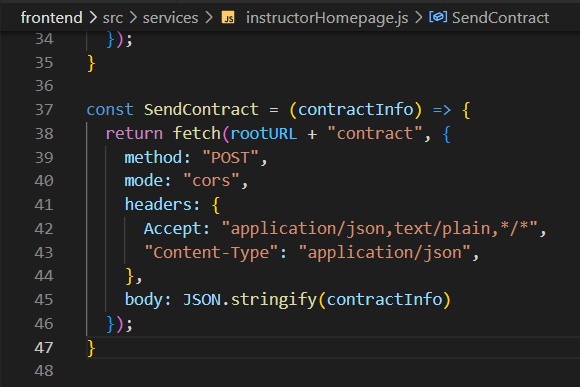 frontend > src > services > JS instructorHomepage.js > SendContract
34 });
35 }
36
37 const SendContract = (contractInfo) => {
38 return fetch(rootURL + "contract", {
39 method: "POST",
40 mode: "cors",
41 headers: {
42 Accept: "application/json,text/plain,*/*",
43 "Content-Type": "application/json",
44 },
45 body: JSON.stringify(contractInfo)
46 });
47 }
48